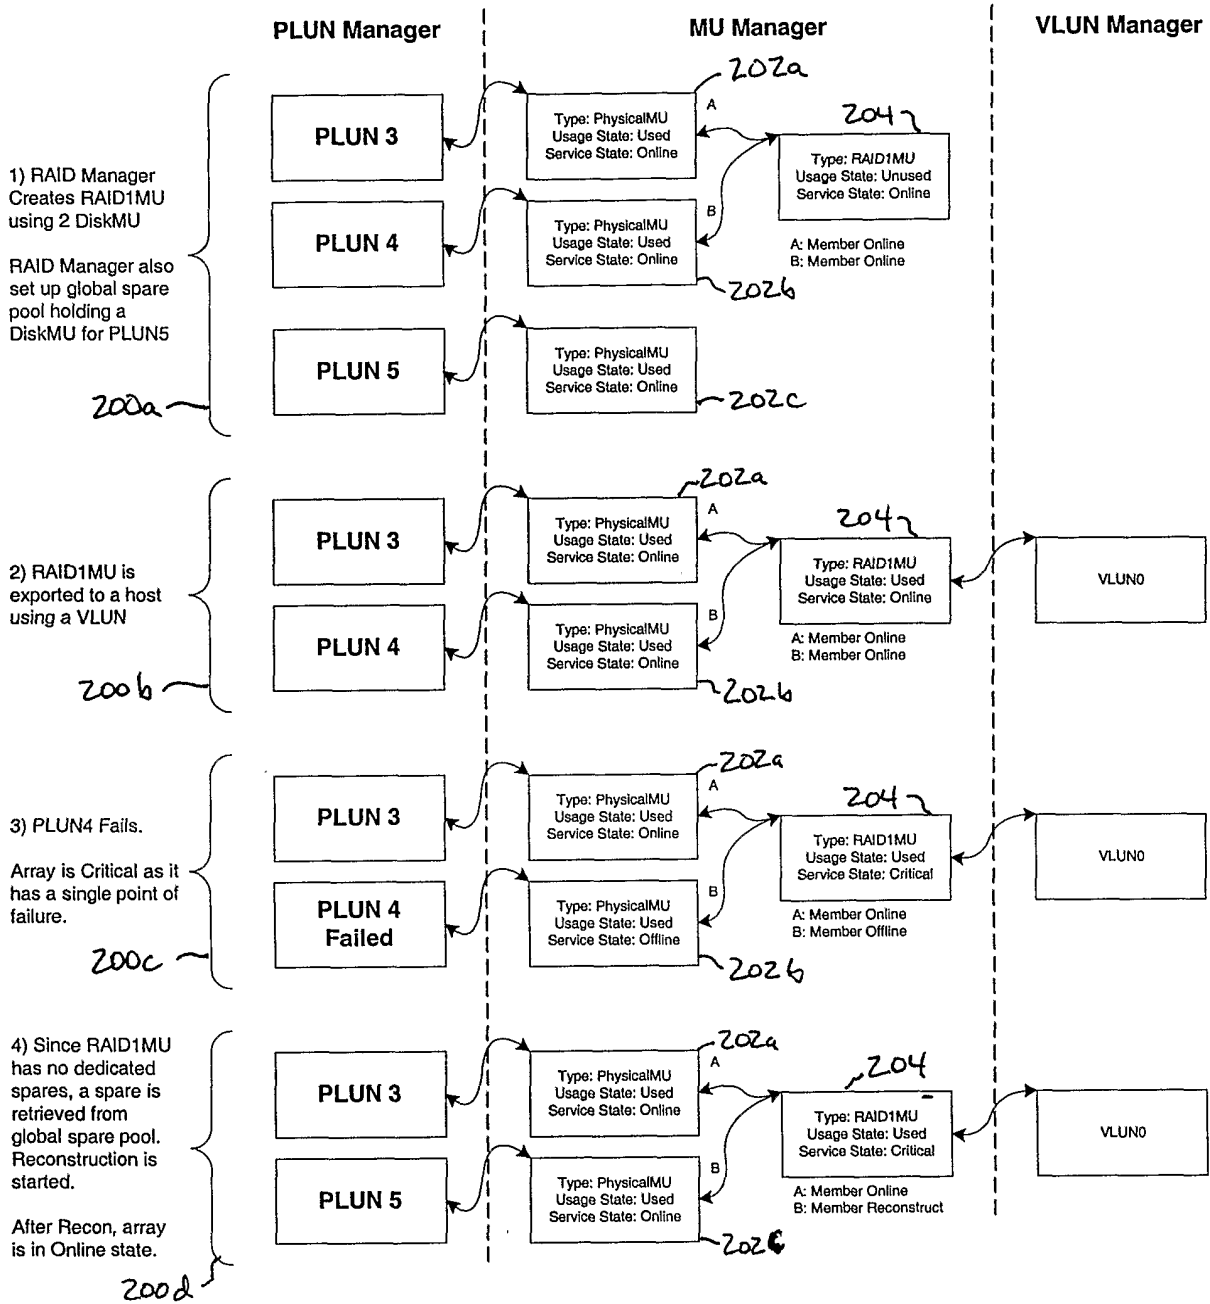 PLUN Manager
MU Manager
VLUN Manager
1) RAID Manager
Creates RAID1MU
using 2 DiskMU
RAID Manager also
set up global spare
pool holding a
DiskMU for PLUN5
200a
PLUN 3
202a
Type: PhysicalMU
Usage State: Used
Service State: Online
A
204
Type: RAID1MU
Usage State: Unused
Service State: Online
A: Member Online
B: Member Online
PLUN 4
Type: PhysicalMU
Usage State: Used
Service State: Online
B
202b
PLUN 5
Type: PhysicalMU
Usage State: Used
Service State: Online
202c
2) RAID1MU is
exported to a host
using a VLUN
200b
PLUN 3
202a
Type: PhysicalMU
Usage State: Used
Service State: Online
A
204
Type: RAID1MU
Usage State: Used
Service State: Online
A: Member Online
B: Member Online
VLUN0
PLUN 4
Type: PhysicalMU
Usage State: Used
Service State: Online
B
202b
3) PLUN4 Fails.
Array is Critical as it
has a single point of
failure.
200c
PLUN 3
202a
Type: PhysicalMU
Usage State: Used
Service State: Online
A
204
Type: RAID1MU
Usage State: Used
Service State: Critical
A: Member Online
B: Member Offline
VLUN0
PLUN 4
Failed
Type: PhysicalMU
Usage State: Used
Service State: Offline
B
202b
4) Since RAID1MU
has no dedicated
spares, a spare is
retrieved from
global spare pool.
Reconstruction is
started.
After Recon, array
is in Online state.
200d
PLUN 3
202a
Type: PhysicalMU
Usage State: Used
Service State: Online
A
204
Type: RAID1MU
Usage State: Used
Service State: Critical
A: Member Online
B: Member Reconstruct
VLUN0
PLUN 5
Type: PhysicalMU
Usage State: Used
Service State: Online
B
202c